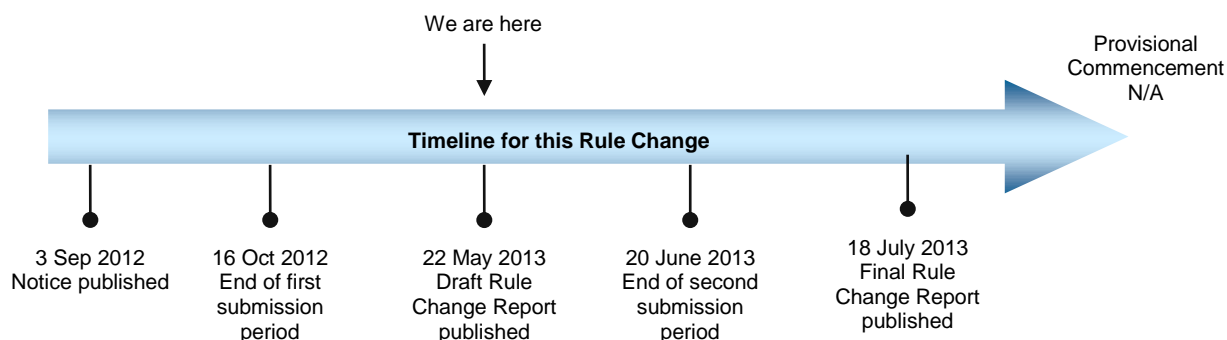 We are here
Provisional
Commencement
N/A
Timeline for this Rule Change
3 Sep 2012
Notice published
16 Oct 2012
End of first
submission
period
22 May 2013
Draft Rule
Change Report
published
20 June 2013
End of second
submission
period
18 July 2013
Final Rule
Change Report
published